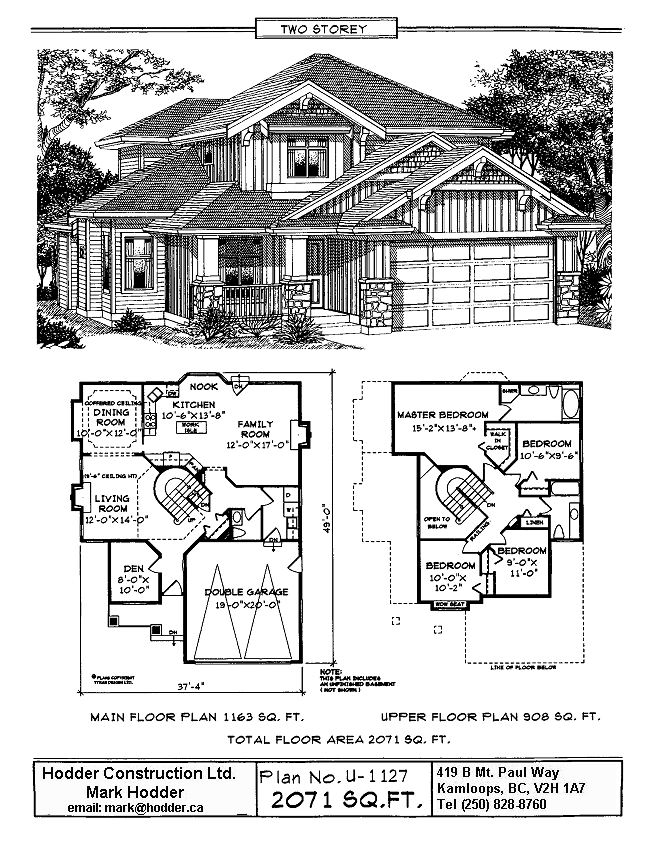 TWO STOREY
NOOK
DN
COFFERED CEILING
DINING
ROOM
10'-0"X12'-0"
KITCHEN
10'-6"X13'-8"
WORK
ISLE
FAMILY
ROOM
12'-0"X17'-0"
LIVING
ROOM
12'-0"X14'-0"
UP
DN
DEN
8'-0"X
10'-0"
DOUBLE GARAGE
19'-0"X20'-0"
DN
49'-0"
37'-4"
NOTE:
THIS PLAN INCLUDES
AN UNFINISHED BASEMENT
(NOT SHOWN)
MASTER BEDROOM
15'-2"X13'-8"
WALK
IN
CLOSET
BEDROOM
10'-6"X9'-6"
DN
OPEN TO
BELOW
RAILING
LINEN
BEDROOM
9'-0"X
11'-0"
BEDROOM
10'-0"X
10'-2"
LINE OF FLOOR BELOW
MAIN FLOOR PLAN 1163 SQ. FT.
UPPER FLOOR PLAN 908 SQ. FT.
TOTAL FLOOR AREA 2071 SQ. FT.
Hodder Construction Ltd.
Mark Hodder
email: mark@hodder.ca
Plan No. U-1127
2071 SQ.FT.
419 B Mt. Paul Way
Kamloops, BC, V2H 1A7
Tel (250) 828-8760